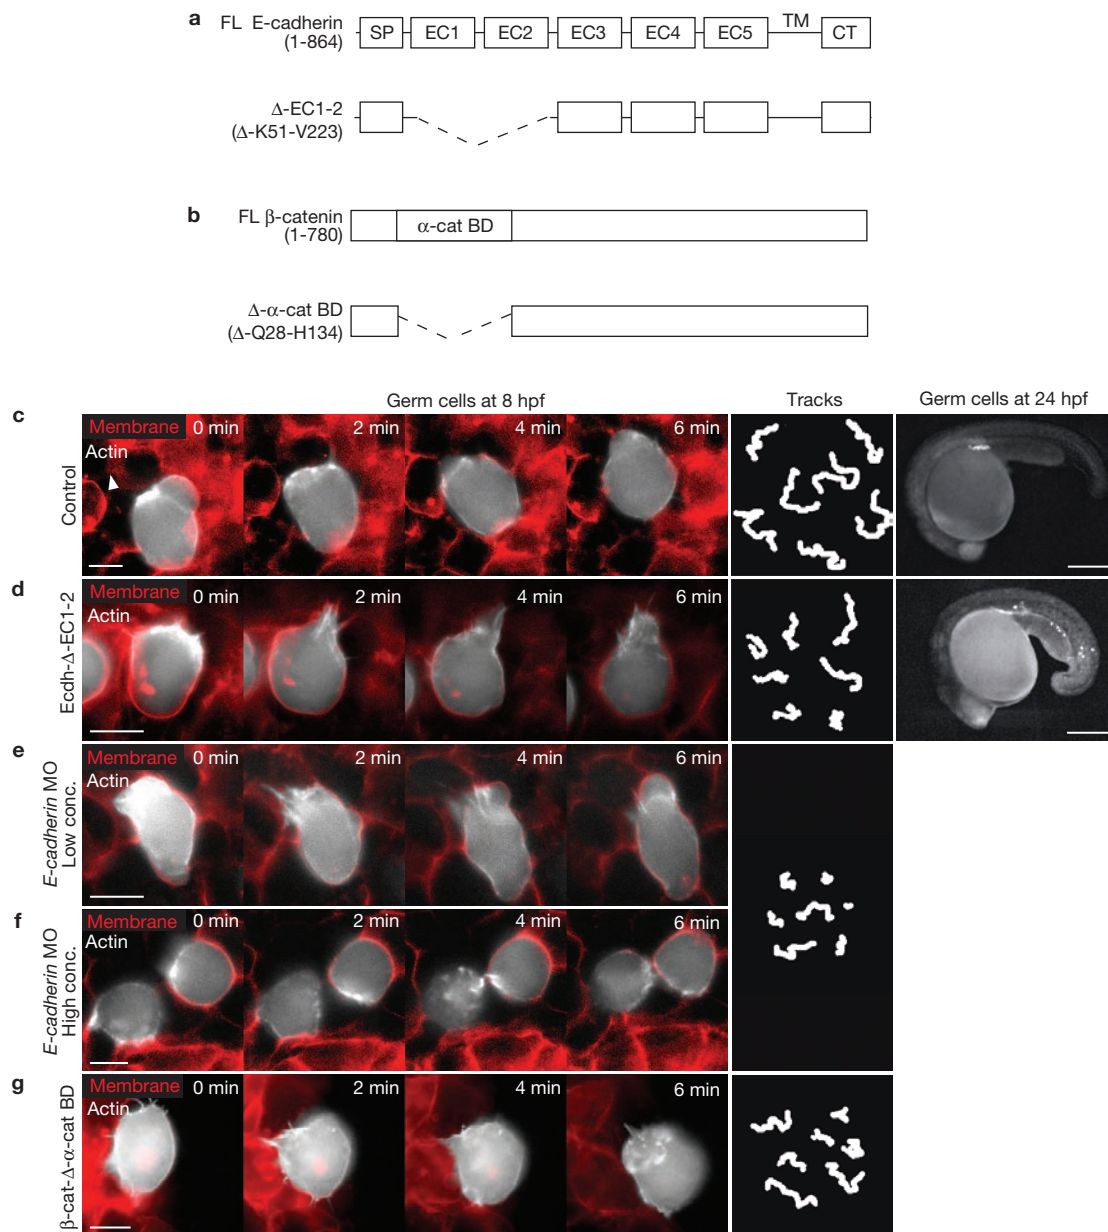 a
FL E-cadherin
(1-864)
SP EC1 EC2 EC3 EC4 EC5 TM CT
Δ-EC1-2
(Δ-K51-V223)
b
FL β-catenin
(1-780)
α-cat BD
Δ-α-cat BD
(Δ-Q28-H134)
Germ cells at 8 hpf Tracks Germ cells at 24 hpf
c
Control
Membrane 0 min 2 min 4 min 6 min
Actin
d
Ecdh-Δ-EC1-2
Membrane 0 min 2 min 4 min 6 min
Actin
e
E-cadherin MO
Low conc.
Membrane 0 min 2 min 4 min 6 min
Actin
f
E-cadherin MO
High conc.
Membrane 0 min 2 min 4 min 6 min
Actin
g
β-cat-Δ-α-cat BD
Membrane 0 min 2 min 4 min 6 min
Actin